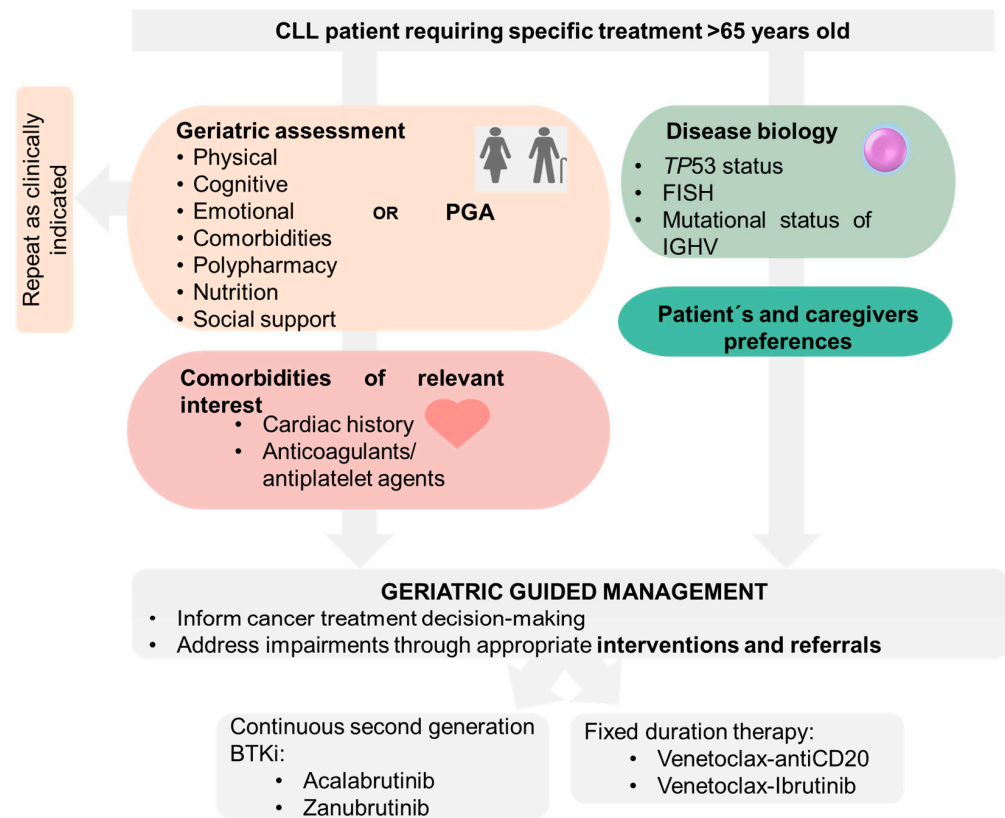 CLL patient requiring specific treatment >65 years old
Repeat as clinically
indicated
Geriatric assessment
• Physical
• Cognitive
• Emotional OR PGA
• Comorbidities
• Polypharmacy
• Nutrition
• Social support
Disease biology
• TP53 status
• FISH
• Mutational status of
IGHV
Patient´s and caregivers
preferences
Comorbidities of relevant
interest
• Cardiac history
• Anticoagulants/
antiplatelet agents
GERIATRIC GUIDED MANAGEMENT
• Inform cancer treatment decision-making
• Address impairments through appropriate interventions and referrals
Continuous second generation
BTKi:
• Acalabrutinib
• Zanubrutinib
Fixed duration therapy:
• Venetoclax-antiCD20
• Venetoclax-Ibrutinib